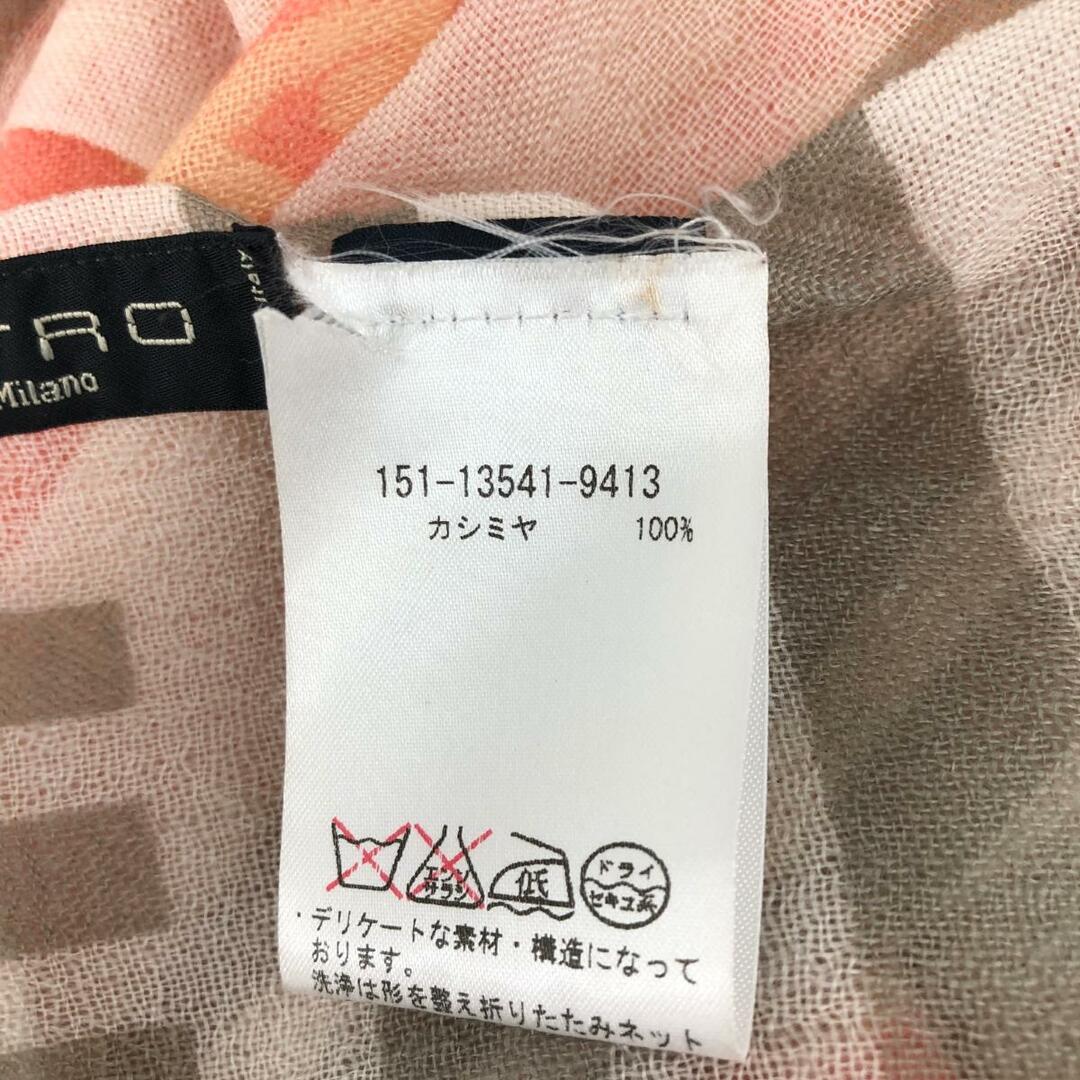 TRO
Milano
Italy
151-13541-9413
カシミヤ 100%
エンソ
サラシ
低
ドライ
セキユ系
・デリケートな素材・構造になって
おります。
洗浄は形を整え折りたたみネット